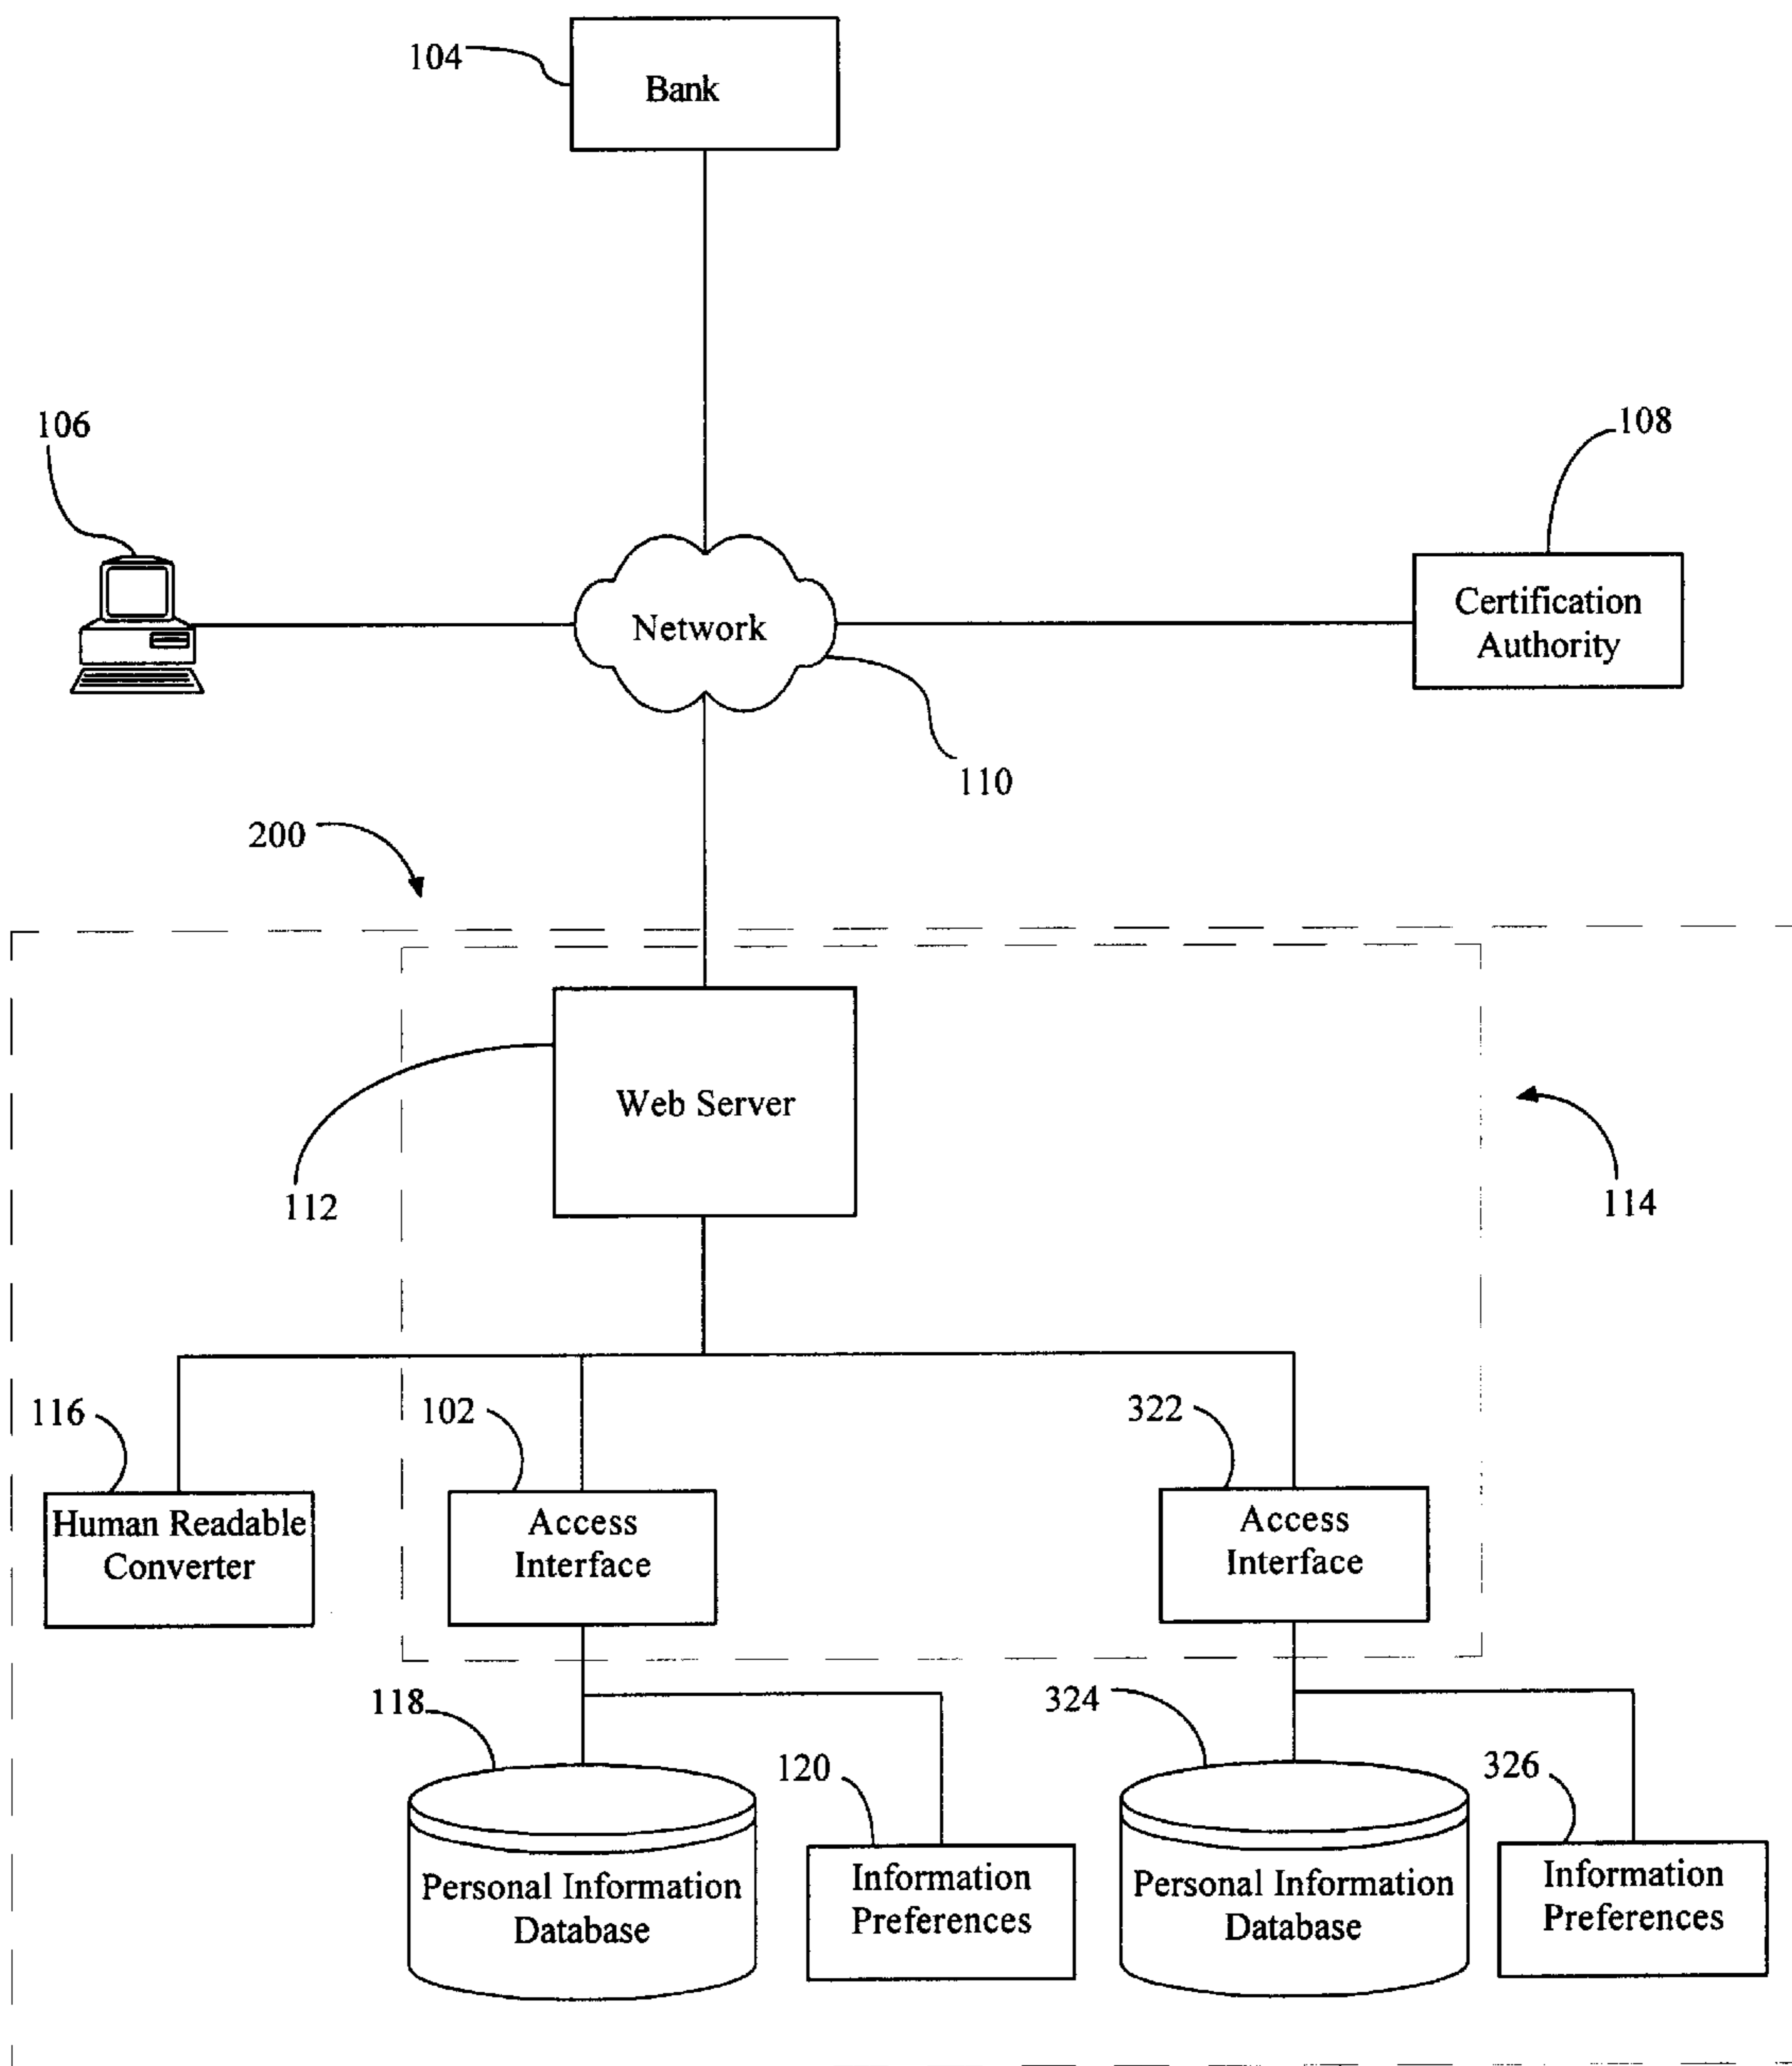 104
Bank
106
108
Network
Certification
Authority
110
200
Web Server
112
114
116
102
322
Human Readable
Converter
Access
Interface
Access
Interface
118
324
120
326
Personal Information
Database
Information
Preferences
Personal Information
Database
Information
Preferences